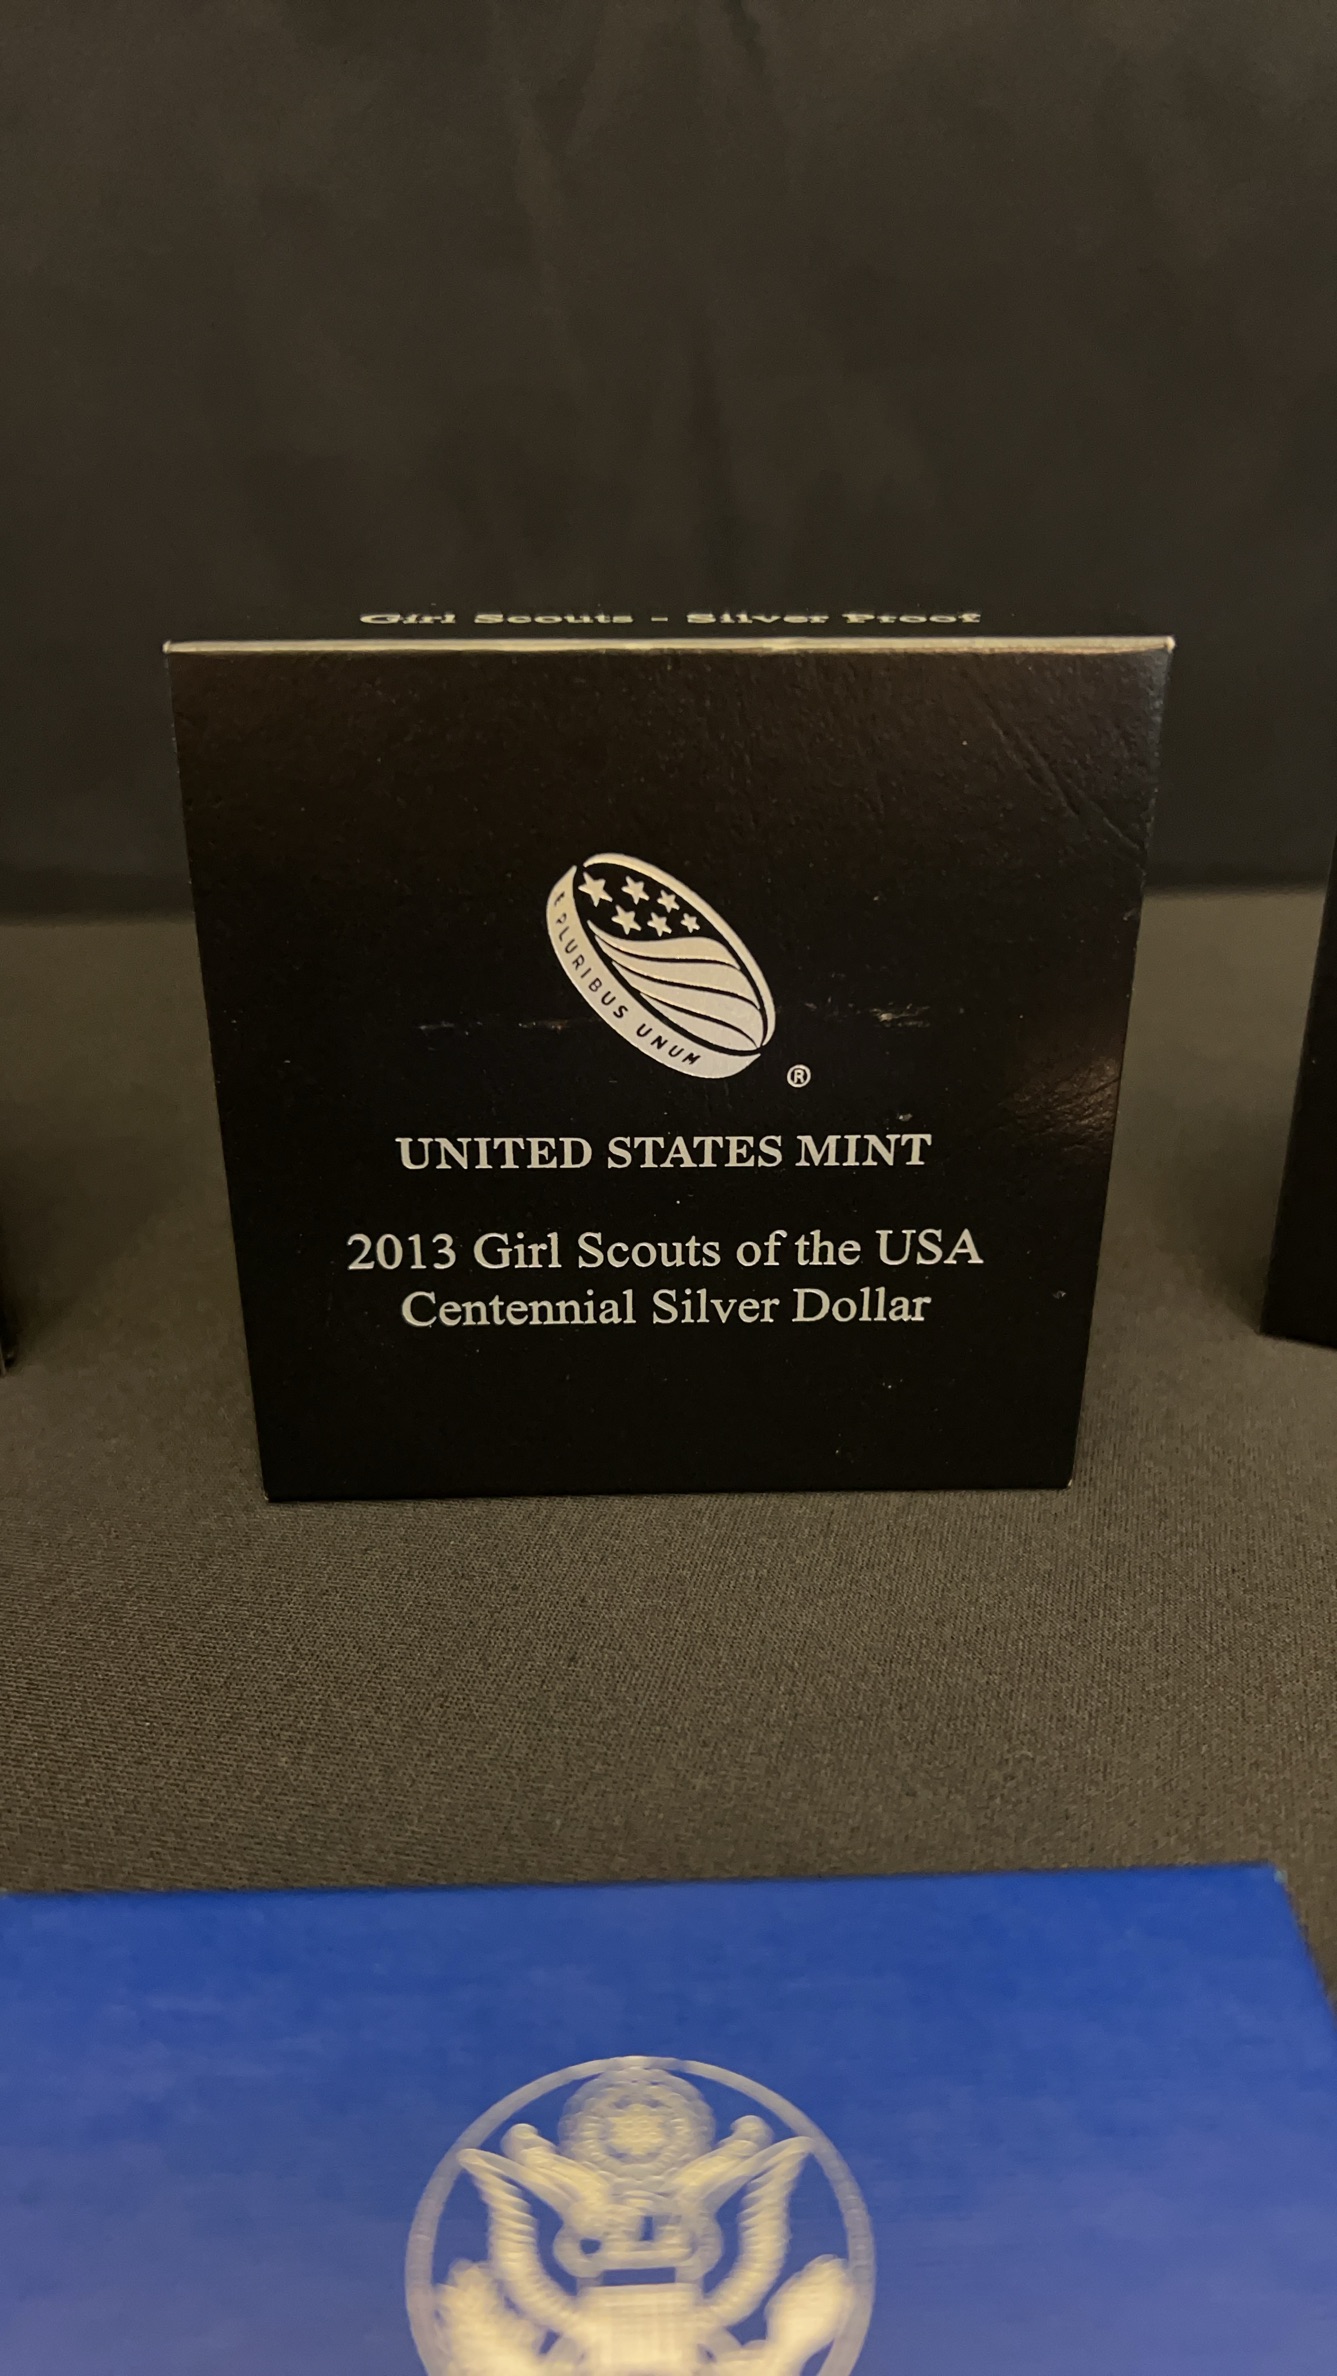 Girl Scouts - Silver Proof
E PLURIBUS UNUM
®
UNITED STATES MINT
2013 Girl Scouts of the USA
Centennial Silver Dollar